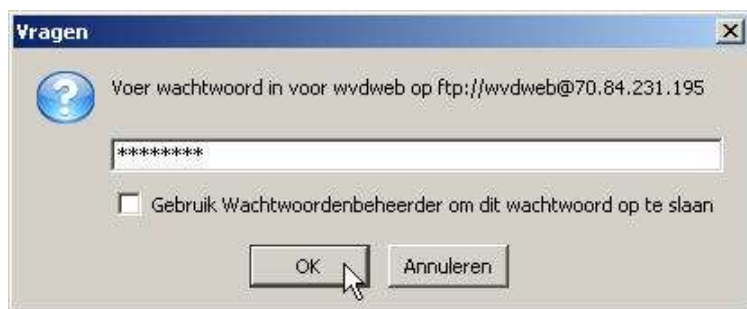 Vragen
Voer wachtwoord in voor wvdweb op ftp://wvdweb@70.84.231.195
********
Gebruik Wachtwoordenbeheerder om dit wachtwoord op te slaan
OK Annuleren